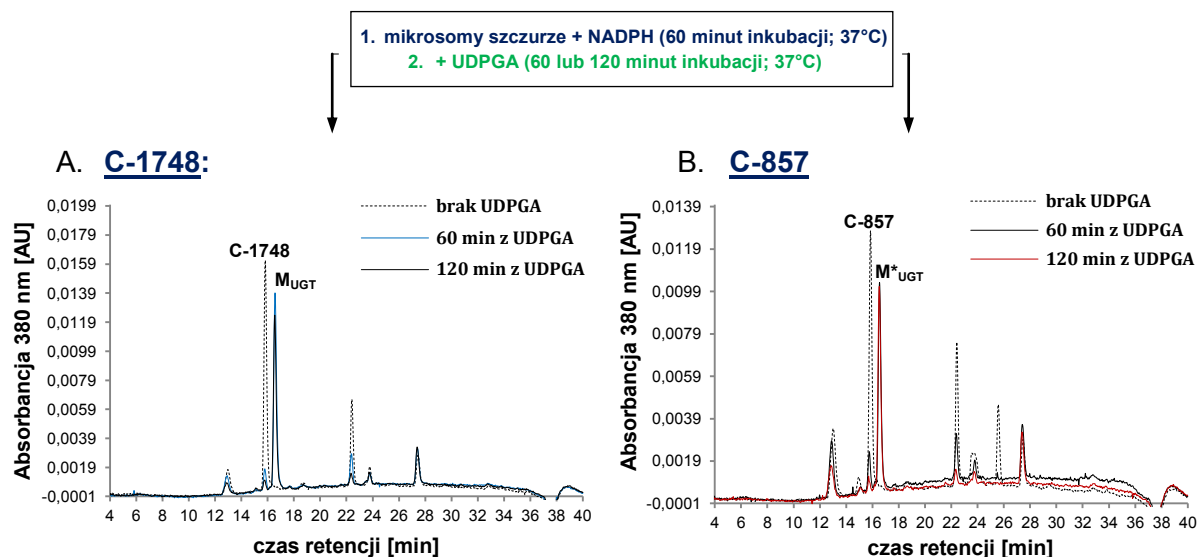 1. mikrosomy szczurze + NADPH (60 minut inkubacji; 37°C)
2. + UDPGA (60 lub 120 minut inkubacji; 37°C)
A. C-1748:
Absorbancja 380 nm [AU]
0,0199
0,0179
0,0159
0,0139
0,0119
0,0099
0,0079
0,0059
0,0039
0,0019
-0,0001
C-1748
MUGT
brak UDPGA
60 min z UDPGA
120 min z UDPGA
4 6 8 10 12 14 16 18 20 22 24 26 28 30 32 34 36 38 40
czas retencji [min]
B. C-857
Absorbancja 380 nm [AU]
0,0139
0,0119
0,0099
0,0079
0,0059
0,0039
0,0019
-0,0001
C-857
M*UGT
brak UDPGA
60 min z UDPGA
120 min z UDPGA
4 6 8 10 12 14 16 18 20 22 24 26 28 30 32 34 36 38 40
czas retencji [min]